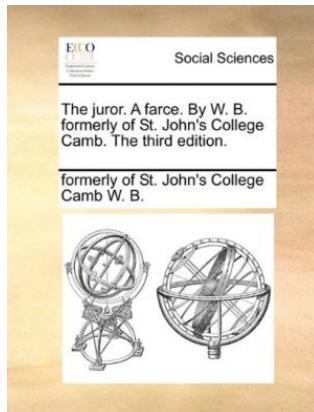 ECCO
Social Sciences
The juror. A farce. By W. B.
formerly of St. John's College
Camb. The third edition.
formerly of St. John's College
Camb W. B.